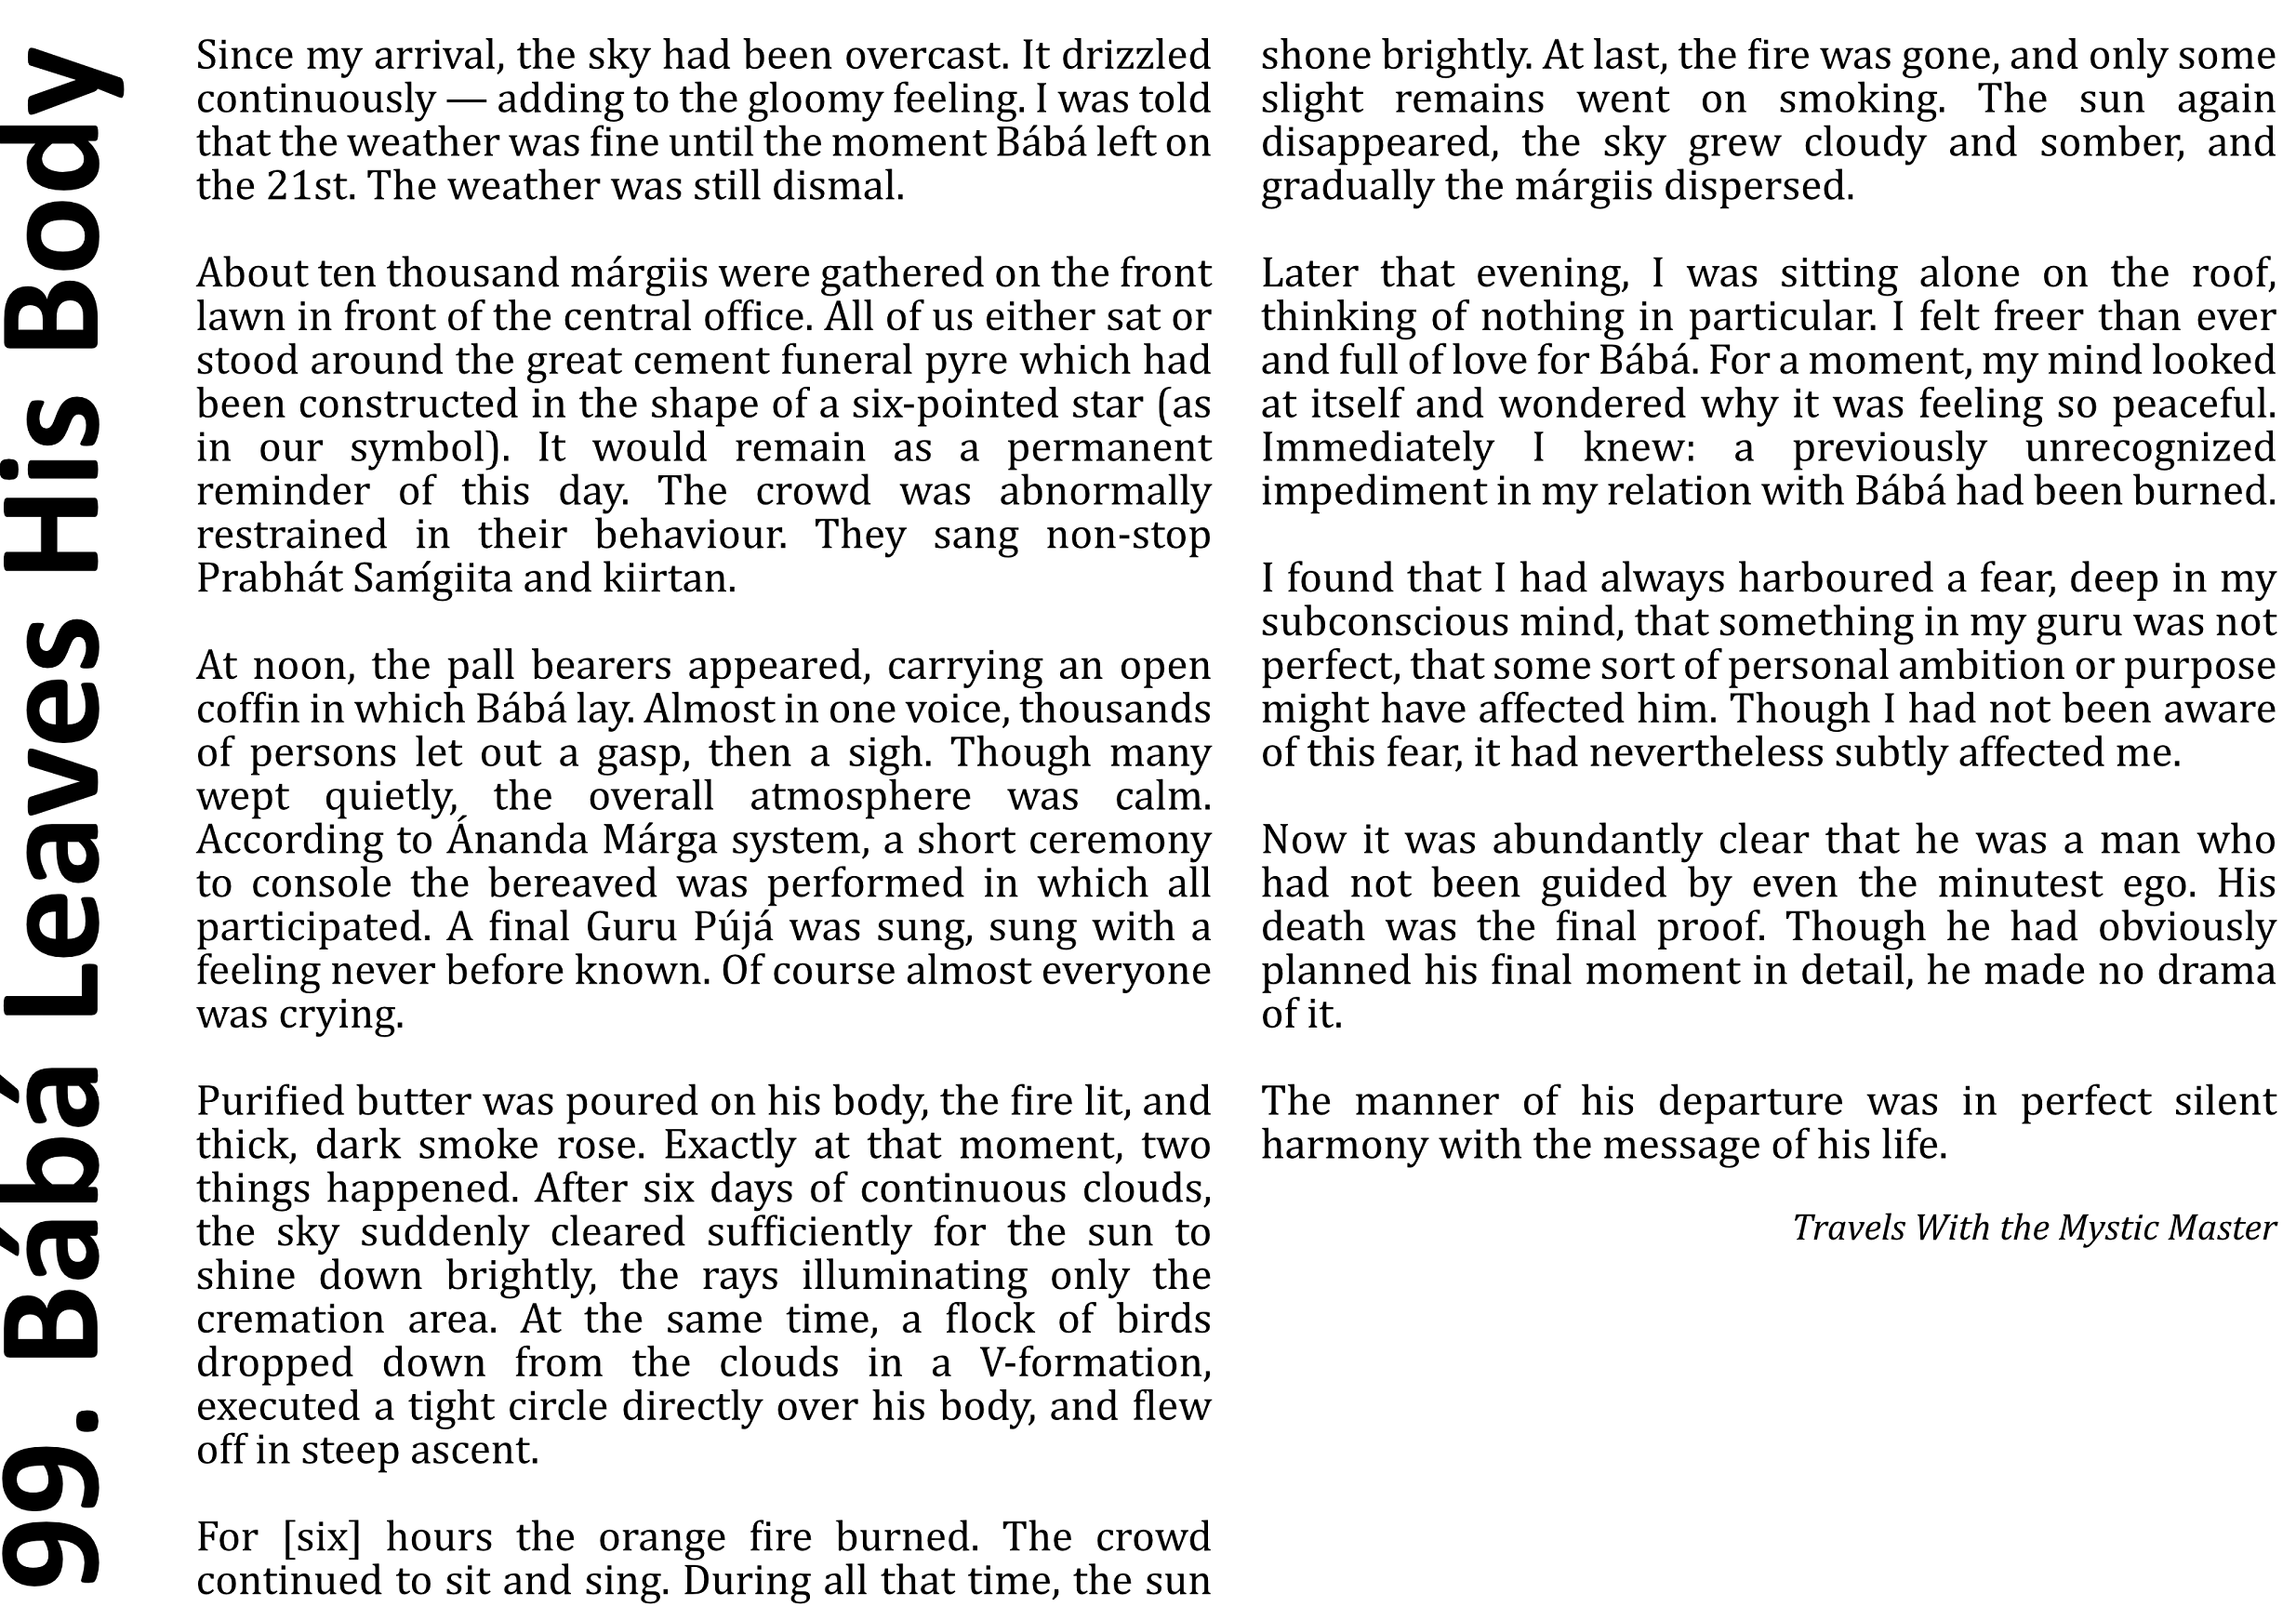 99. Bábá Leaves His Body
Since my arrival, the sky had been overcast. It drizzled
continuously — adding to the gloomy feeling. I was told
that the weather was fine until the moment Bábá left on
the 21st. The weather was still dismal.
About ten thousand márgiis were gathered on the front
lawn in front of the central office. All of us either sat or
stood around the great cement funeral pyre which had
been constructed in the shape of a six-pointed star (as
in our symbol). It would remain as a permanent
reminder of this day. The crowd was abnormally
restrained in their behaviour. They sang non-stop
Prabhát Saḿgiita and kiirtan.
At noon, the pall bearers appeared, carrying an open
coffin in which Bábá lay. Almost in one voice, thousands
of persons let out a gasp, then a sigh. Though many
wept quietly, the overall atmosphere was calm.
According to Ánanda Márga system, a short ceremony
to console the bereaved was performed in which all
participated. A final Guru Pújá was sung, sung with a
feeling never before known. Of course almost everyone
was crying.
Purified butter was poured on his body, the fire lit, and
thick, dark smoke rose. Exactly at that moment, two
things happened. After six days of continuous clouds,
the sky suddenly cleared sufficiently for the sun to
shine down brightly, the rays illuminating only the
cremation area. At the same time, a flock of birds
dropped down from the clouds in a V-formation,
executed a tight circle directly over his body, and flew
off in steep ascent.
For [six] hours the orange fire burned. The crowd
continued to sit and sing. During all that time, the sun
shone brightly. At last, the fire was gone, and only some
slight remains went on smoking. The sun again
disappeared, the sky grew cloudy and somber, and
gradually the márgiis dispersed.
Later that evening, I was sitting alone on the roof,
thinking of nothing in particular. I felt freer than ever
and full of love for Bábá. For a moment, my mind looked
at itself and wondered why it was feeling so peaceful.
Immediately I knew: a previously unrecognized
impediment in my relation with Bábá had been burned.
I found that I had always harboured a fear, deep in my
subconscious mind, that something in my guru was not
perfect, that some sort of personal ambition or purpose
might have affected him. Though I had not been aware
of this fear, it had nevertheless subtly affected me.
Now it was abundantly clear that he was a man who
had not been guided by even the minutest ego. His
death was the final proof. Though he had obviously
planned his final moment in detail, he made no drama
of it.
The manner of his departure was in perfect silent
harmony with the message of his life.
Travels With the Mystic Master